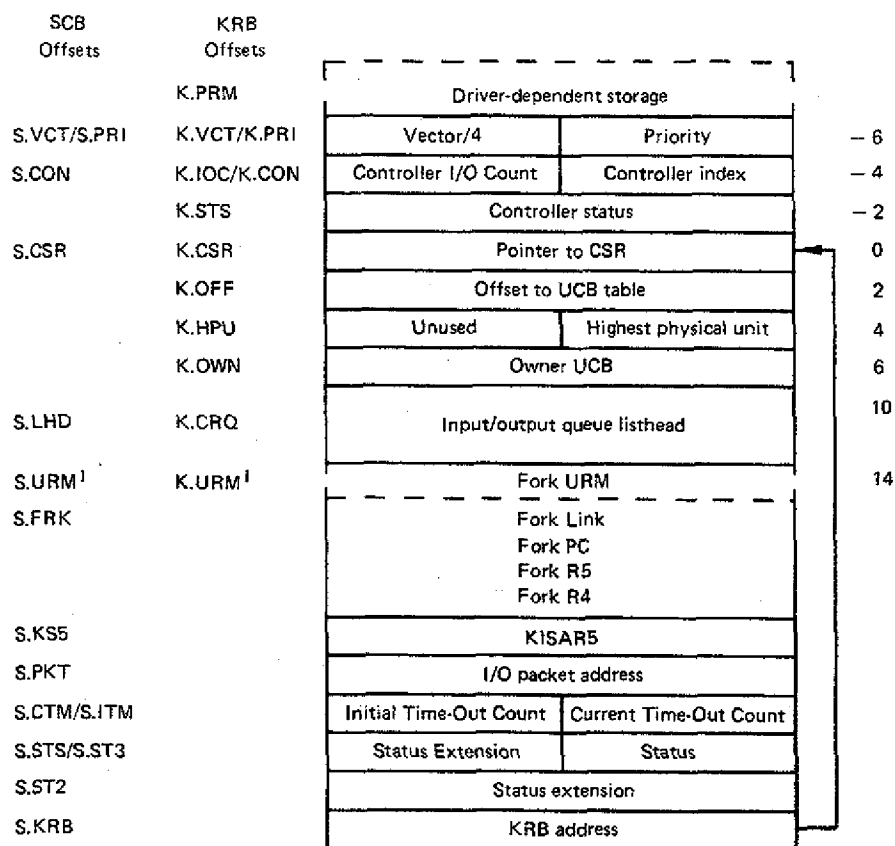 SCB Offsets KRB Offsets
K.PRM Driver-dependent storage
S.VCT/S.PRI K.VCT/K.PRI Vector/4 Priority – 6
S.CON K.IOC/K.CON Controller I/O Count Controller index – 4
K.STS Controller status – 2
S.CSR K.CSR Pointer to CSR 0
K.OFF Offset to UCB table 2
K.HPU Unused Highest physical unit 4
K.OWN Owner UCB 6
S.LHD K.CRQ Input/output queue listhead 10
S.URM1 K.URM1 Fork URM 14
S.FRK Fork Link
Fork PC
Fork R5
Fork R4
S.KS5 KISAR5
S.PKT I/O packet address
S.CTM/S.ITM Initial Time-Out Count Current Time-Out Count
S.STS/S.ST3 Status Extension Status
S.ST2 Status extension
S.KRB KRB address